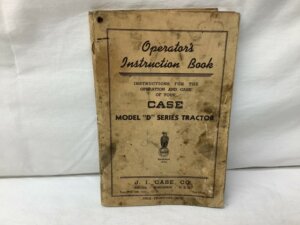 Operator's
Instruction Book
INSTRUCTIONS FOR THE
OPERATION AND CARE
OF YOUR
CASE
MODEL "D" SERIES TRACTOR
J. I. CASE CO.